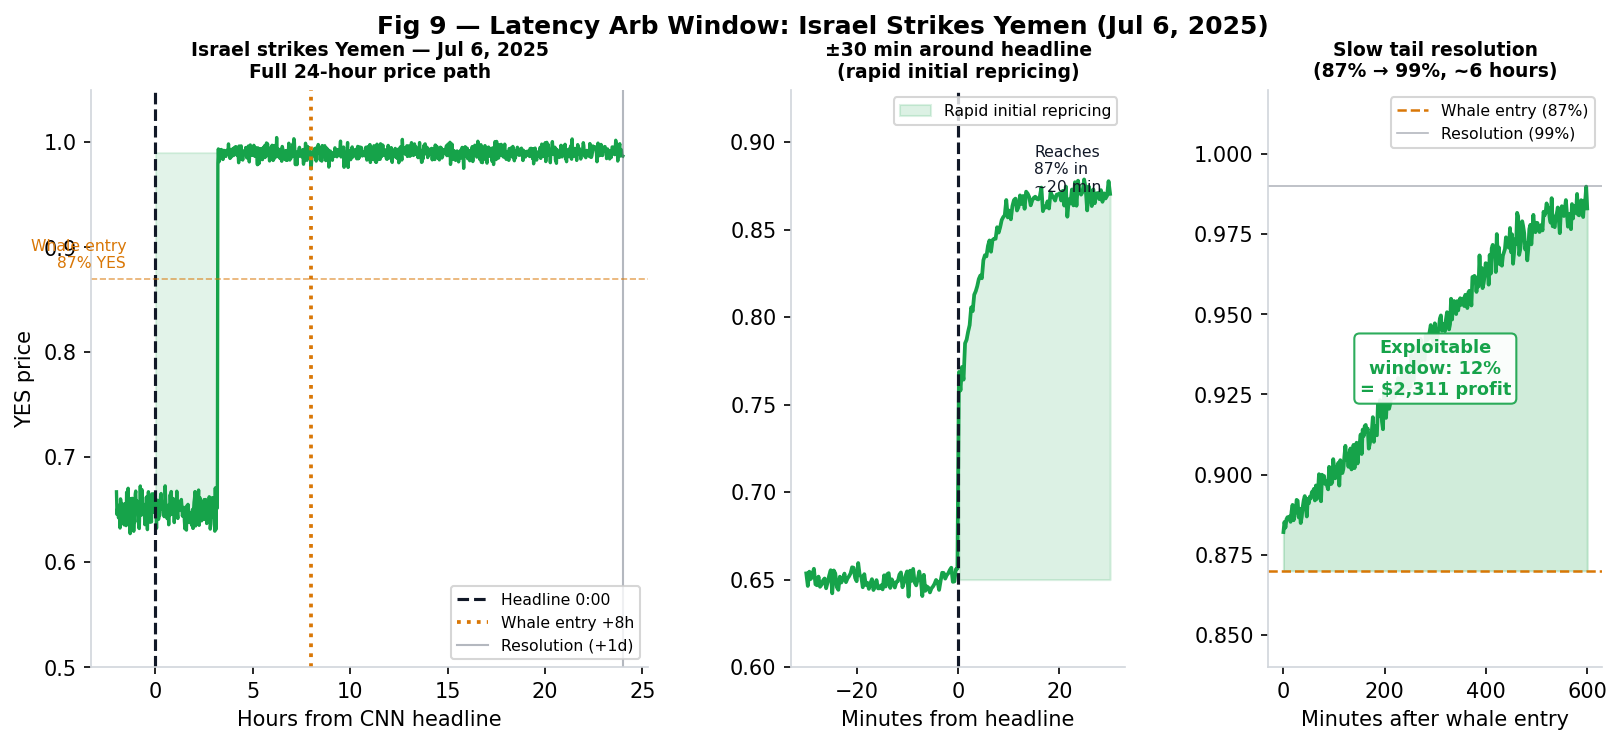 Fig 9 — Latency Arb Window: Israel Strikes Yemen (Jul 6, 2025)
Israel strikes Yemen — Jul 6, 2025
Full 24-hour price path
YES price
1.0
0.9
0.8
0.7
0.6
0.5
Whale entry
87% YES
Headline 0:00
Whale entry +8h
Resolution (+1d)
0
5
10
15
20
25
Hours from CNN headline
±30 min around headline
(rapid initial repricing)
Rapid initial repricing
Reaches
87% in
~20 min
0.90
0.85
0.80
0.75
0.70
0.65
0.60
−20
0
20
Minutes from headline
Slow tail resolution
(87% → 99%, ~6 hours)
Whale entry (87%)
Resolution (99%)
1.000
0.975
0.950
0.925
0.900
0.875
0.850
Exploitable
window: 12%
= $2,311 profit
0
200
400
600
Minutes after whale entry